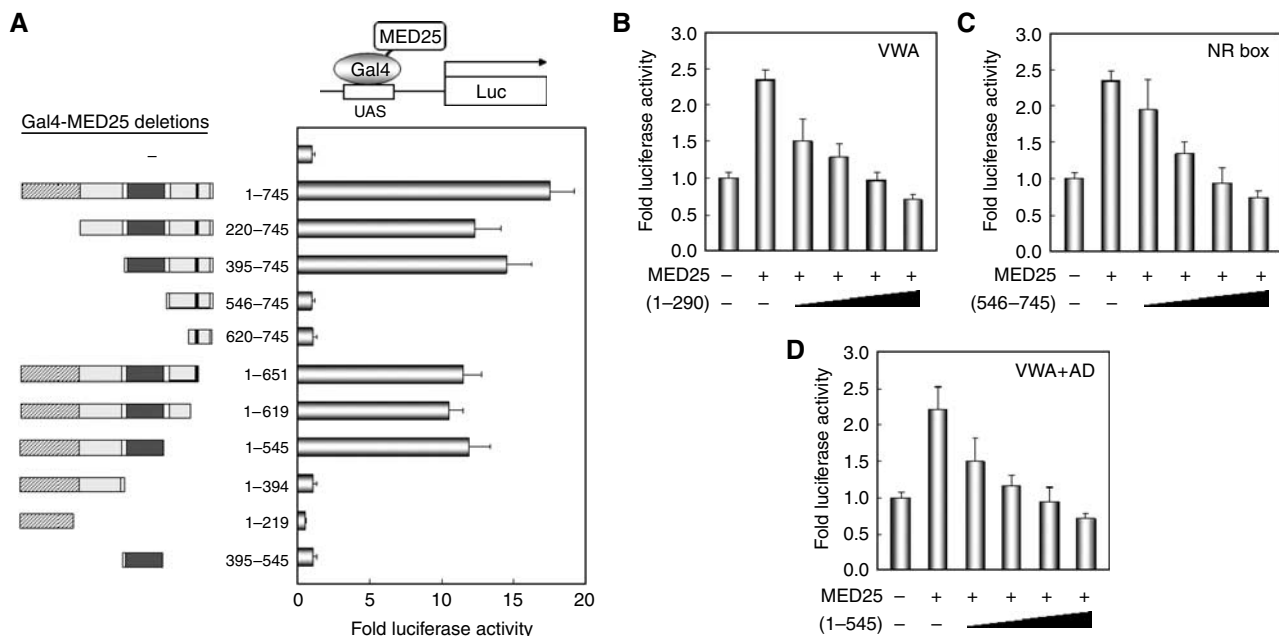 A
MED25
Gal4
UAS
Luc
Gal4-MED25 deletions
–
1–745
220–745
395–745
546–745
620–745
1–651
1–619
1–545
1–394
1–219
395–545
0 5 10 15 20
Fold luciferase activity
B
VWA
Fold luciferase activity
3.0
2.5
2.0
1.5
1.0
0.5
0.0
MED25 – + + + + +
(1–290) – –
C
NR box
Fold luciferase activity
3.0
2.5
2.0
1.5
1.0
0.5
0.0
MED25 – + + + + +
(546–745) – –
D
VWA+AD
Fold luciferase activity
3.0
2.5
2.0
1.5
1.0
0.5
0.0
MED25 – + + + + +
(1–545) – –